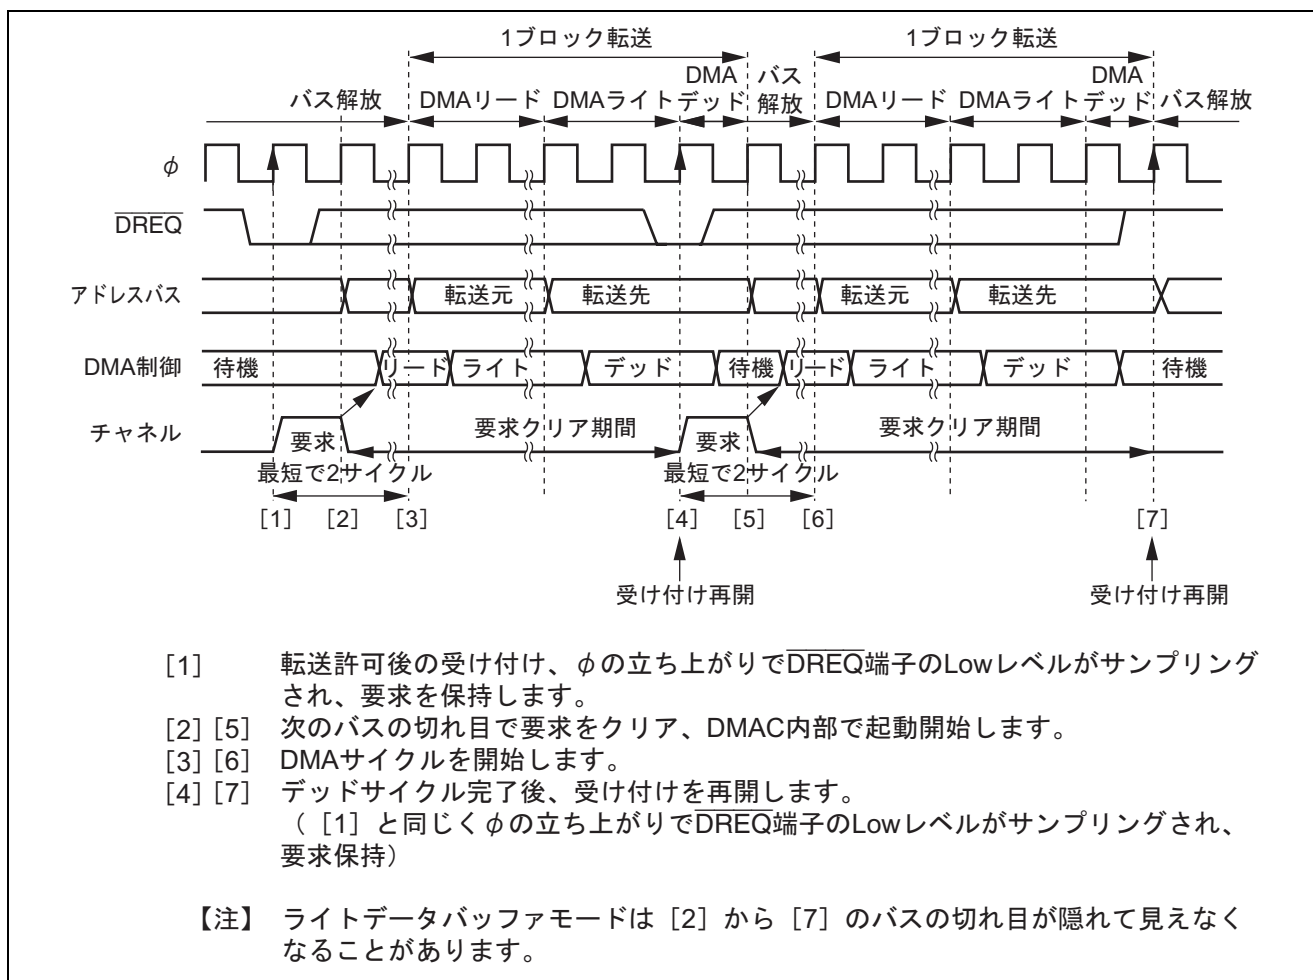 1ブロック転送 1ブロック転送
DMA バス DMA
バス解放 DMAリード DMAライト デッド 解放 DMAリード DMAライト デッド バス解放
φ
DREQ
アドレスバス 転送元 転送先 転送元 転送先
DMA制御 待機 リード ライト デッド 待機 リード ライト デッド 待機
チャネル 要求 要求クリア期間 要求 要求クリア期間
最短で2サイクル 最短で2サイクル
[1] [2] [3] [4] [5] [6] [7]
受け付け再開 受け付け再開
[1] 転送許可後の受け付け、φの立ち上がりでDREQ端子のLowレベルがサンプリング
され、要求を保持します。
[2] [5] 次のバスの切れ目で要求をクリア、DMAC内部で起動開始します。
[3] [6] DMAサイクルを開始します。
[4] [7] デッドサイクル完了後、受け付けを再開します。
([1]と同じくφの立ち上がりでDREQ端子のLowレベルがサンプリングされ、
要求保持)
【注】 ライトデータバッファモードは[2]から[7]のバスの切れ目が隠れて見えなく
なることがあります。